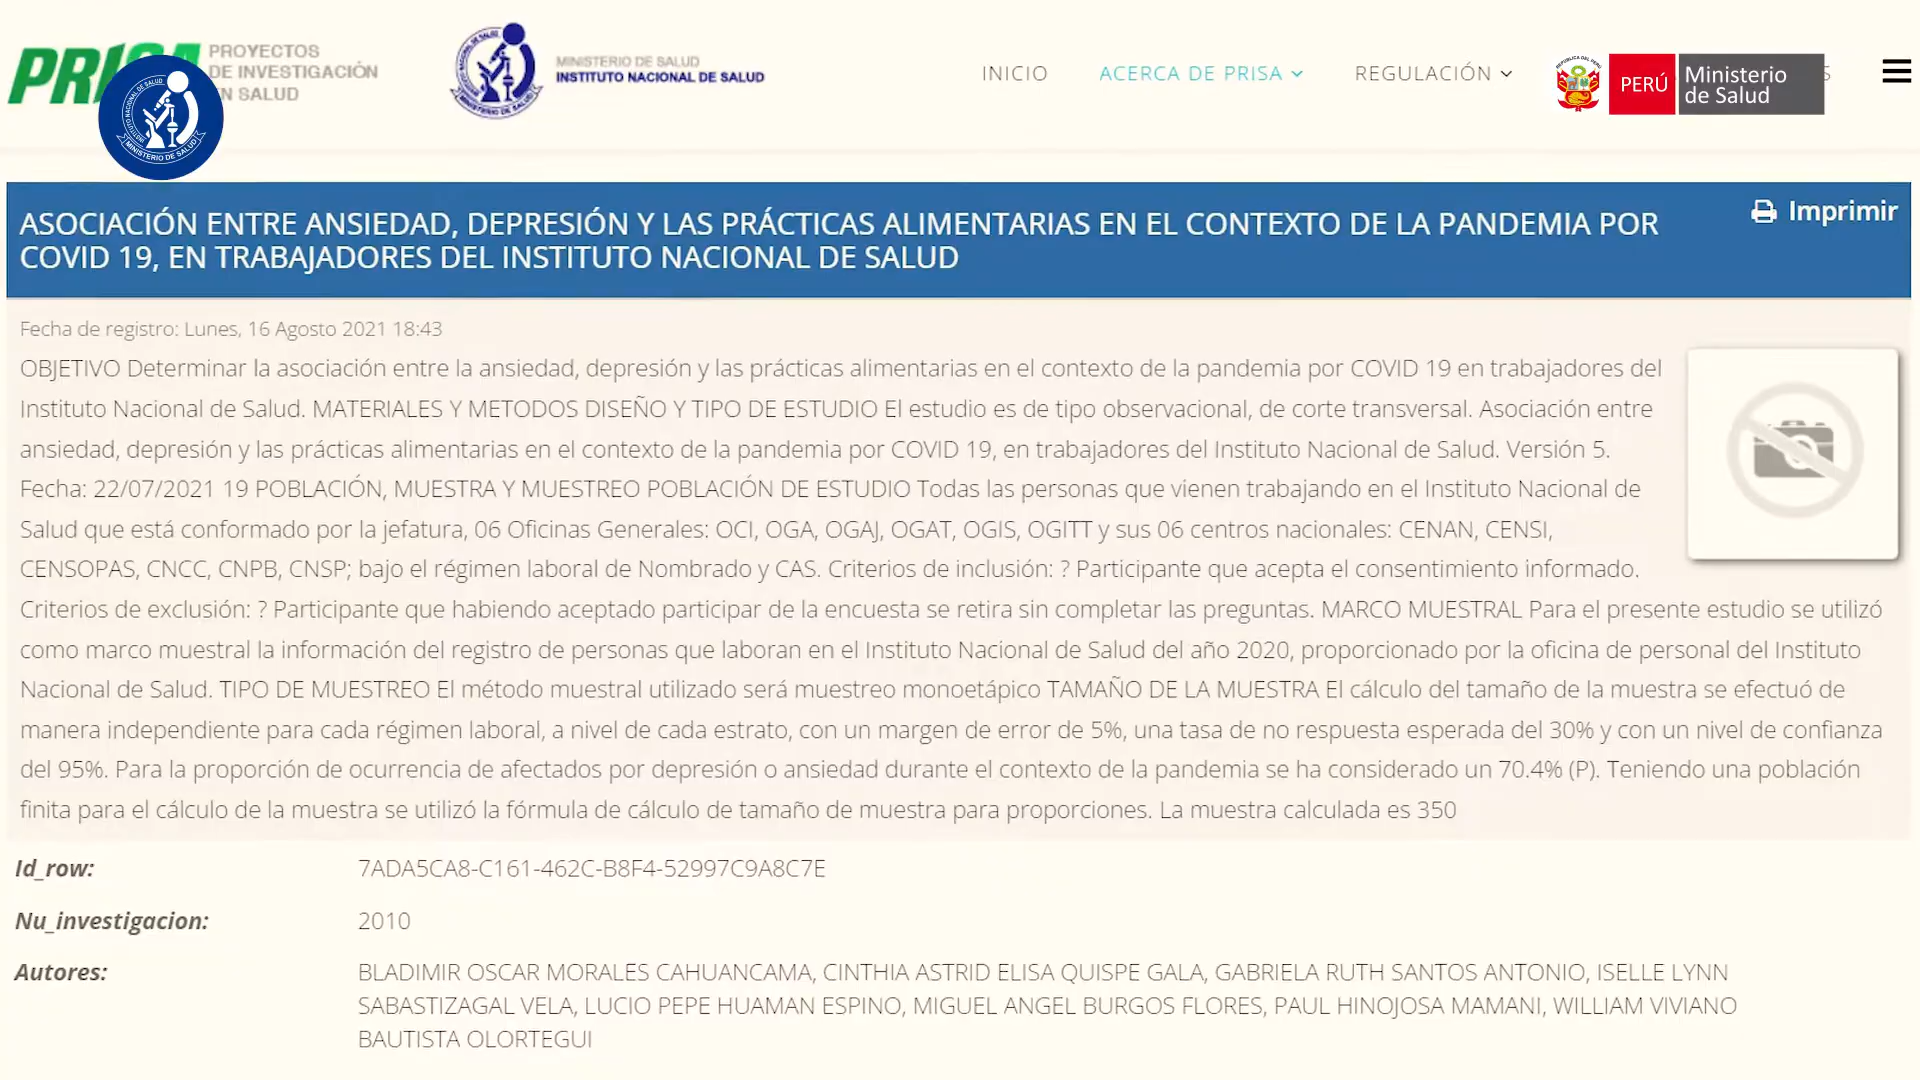 PROYECTOS
DE INVESTIGACIÓN
EN SALUD
INSTITUTO NACIONAL DE SALUD
MINISTERIO DE SALUD
MINISTERIO DE SALUD
INSTITUTO NACIONAL DE SALUD
INICIO
ACERCA DE PRISA
REGULACIÓN
REPÚBLICA DEL PERÚ
PERÚ
Ministerio
de Salud
ASOCIACIÓN ENTRE ANSIEDAD, DEPRESIÓN Y LAS PRÁCTICAS ALIMENTARIAS EN EL CONTEXTO DE LA PANDEMIA POR
COVID 19, EN TRABAJADORES DEL INSTITUTO NACIONAL DE SALUD
Imprimir
Fecha de registro: Lunes, 16 Agosto 2021 18:43
OBJETIVO Determinar la asociación entre la ansiedad, depresión y las prácticas alimentarias en el contexto de la pandemia por COVID 19 en trabajadores del
Instituto Nacional de Salud. MATERIALES Y METODOS DISEÑO Y TIPO DE ESTUDIO El estudio es de tipo observacional, de corte transversal. Asociación entre
ansiedad, depresión y las prácticas alimentarias en el contexto de la pandemia por COVID 19, en trabajadores del Instituto Nacional de Salud. Versión 5.
Fecha: 22/07/2021 19 POBLACIÓN, MUESTRA Y MUESTREO POBLACIÓN DE ESTUDIO Todas las personas que vienen trabajando en el Instituto Nacional de
Salud que está conformado por la jefatura, 06 Oficinas Generales: OCI, OGA, OGAJ, OGAT, OGIS, OGITT y sus 06 centros nacionales: CENAN, CENSI,
CENSOPAS, CNCC, CNPB, CNSP; bajo el régimen laboral de Nombrado y CAS. Criterios de inclusión: ? Participante que acepta el consentimiento informado.
Criterios de exclusión: ? Participante que habiendo aceptado participar de la encuesta se retira sin completar las preguntas. MARCO MUESTRAL Para el presente estudio se utilizó
como marco muestral la información del registro de personas que laboran en el Instituto Nacional de Salud del año 2020, proporcionado por la oficina de personal del Instituto
Nacional de Salud. TIPO DE MUESTREO El método muestral utilizado será muestreo monoetápico TAMAÑO DE LA MUESTRA El cálculo del tamaño de la muestra se efectuó de
manera independiente para cada régimen laboral, a nivel de cada estrato, con un margen de error de 5%, una tasa de no respuesta esperada del 30% y con un nivel de confianza
del 95%. Para la proporción de ocurrencia de afectados por depresión o ansiedad durante el contexto de la pandemia se ha considerado un 70.4% (P). Teniendo una población
finita para el cálculo de la muestra se utilizó la fórmula de cálculo de tamaño de muestra para proporciones. La muestra calculada es 350
Id_row: 7ADA5CA8-C161-462C-B8F4-52997C9A8C7E
Nu_investigacion: 2010
Autores: BLADIMIR OSCAR MORALES CAHUANCAMA, CINTHIA ASTRID ELISA QUISPE GALA, GABRIELA RUTH SANTOS ANTONIO, ISELLE LYNN
SABASTIZAGAL VELA, LUCIO PEPE HUAMAN ESPINO, MIGUEL ANGEL BURGOS FLORES, PAUL HINOJOSA MAMANI, WILLIAM VIVIANO
BAUTISTA OLORTEGUI